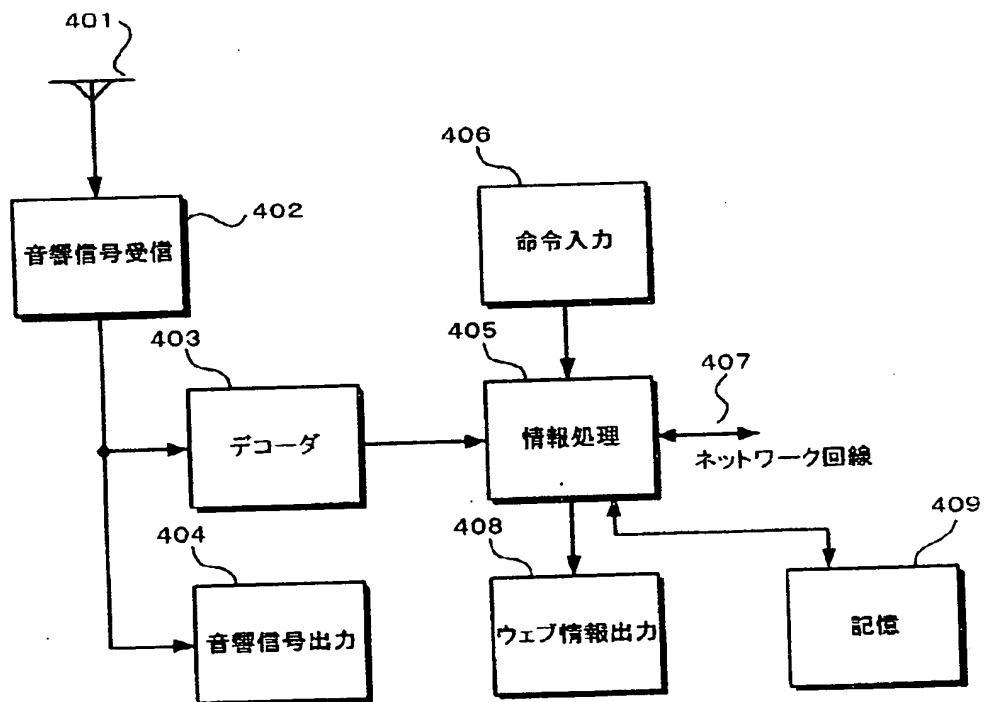 401
406
402
音響信号受信
命令入力
403
405
407
デコーダ
情報処理
ネットワーク回線
404
408
409
音響信号出力
ウェブ情報出力
記憶